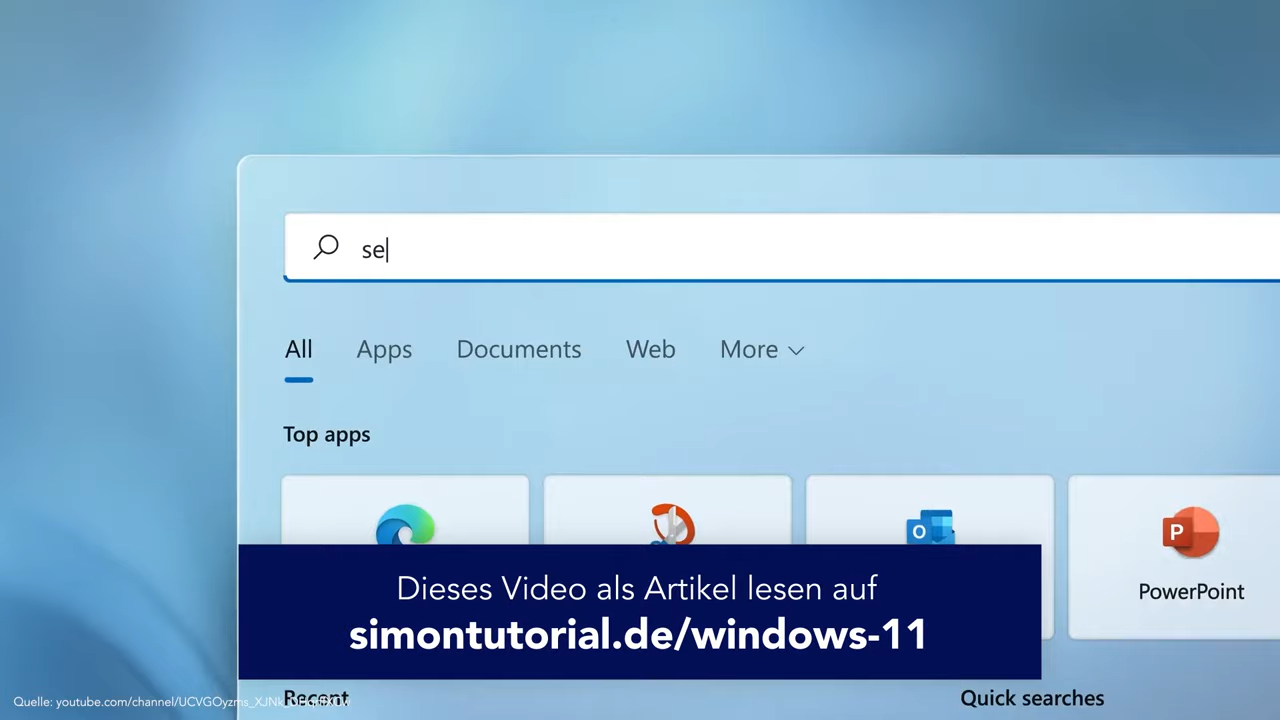 se
All Apps Documents Web More
Top apps
O
P
PowerPoint
Dieses Video als Artikel lesen auf
simontutorial.de/windows-11
Recent
Quick searches
Quelle: